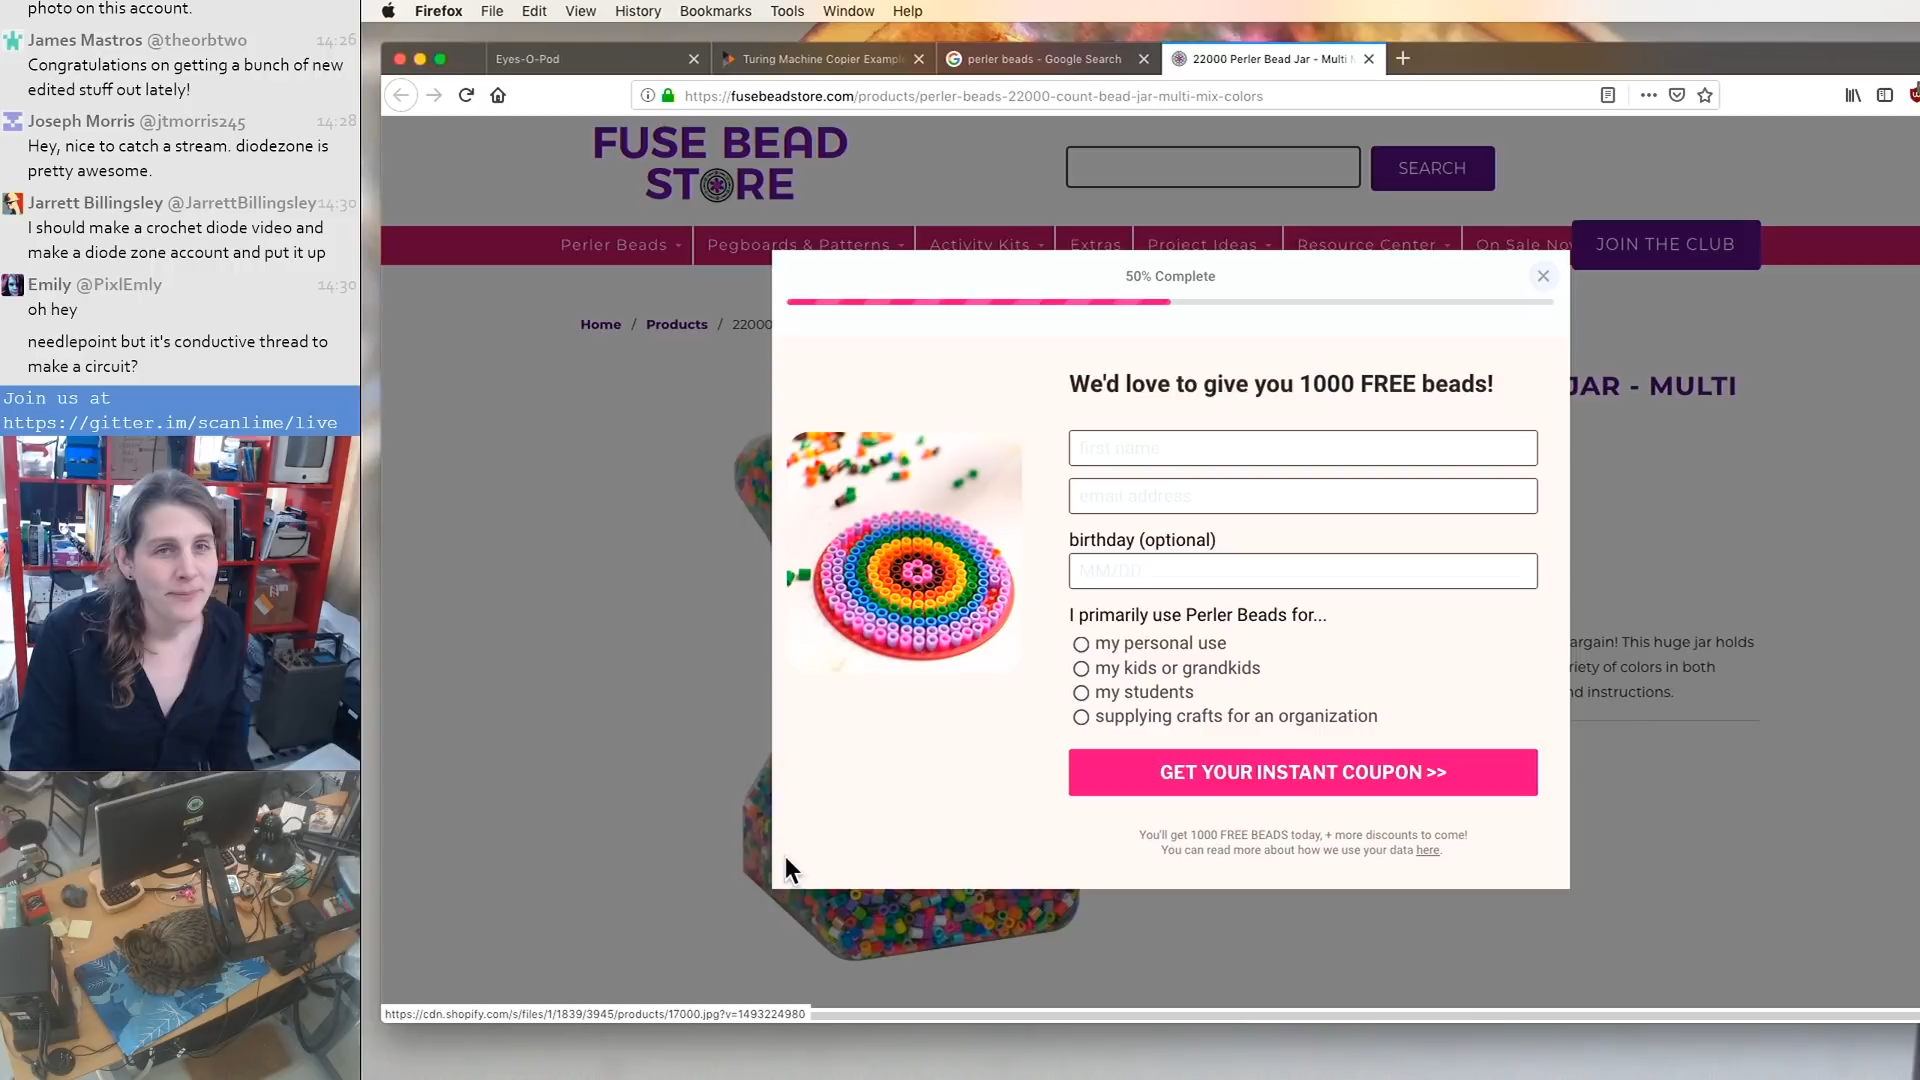 photo on this account.
James Mastros @theorbtwo 14:26
Congratulations on getting a bunch of new
edited stuff out lately!
Joseph Morris @jtmorris245 14:28
Hey, nice to catch a stream. diodezone is
pretty awesome.
Jarrett Billingsley @JarrettBillingsley 14:30
I should make a crochet diode video and
make a diode zone account and put it up
Emily @PixlEmly 14:30
oh hey
needlepoint but it's conductive thread to
make a circuit?
Join us at
https://gitter.im/scanlime/live
Firefox File Edit View History Bookmarks Tools Window Help
Eyes-O-Pod
Turing Machine Copier Example
perler beads - Google Search
22000 Perler Bead Jar - Multi
https://fusebeadstore.com/products/perler-beads-22000-count-bead-jar-multi-mix-colors
FUSE BEAD
STORE
SEARCH
Perler Beads Pegboards & Patterns Activity Kits Extras Project Ideas Resource Center On Sale Now
JOIN THE CLUB
Home / Products / 22000
JAR - MULTI
argain! This huge jar holds
riety of colors in both
nd instructions.
50% Complete
We'd love to give you 1000 FREE beads!
first name
email address
birthday (optional)
MM/DD
I primarily use Perler Beads for...
my personal use
my kids or grandkids
my students
supplying crafts for an organization
GET YOUR INSTANT COUPON >>
You'll get 1000 FREE BEADS today, + more discounts to come!
You can read more about how we use your data here.
https://cdn.shopify.com/s/files/1/1839/3945/products/17000.jpg?v=1493224980